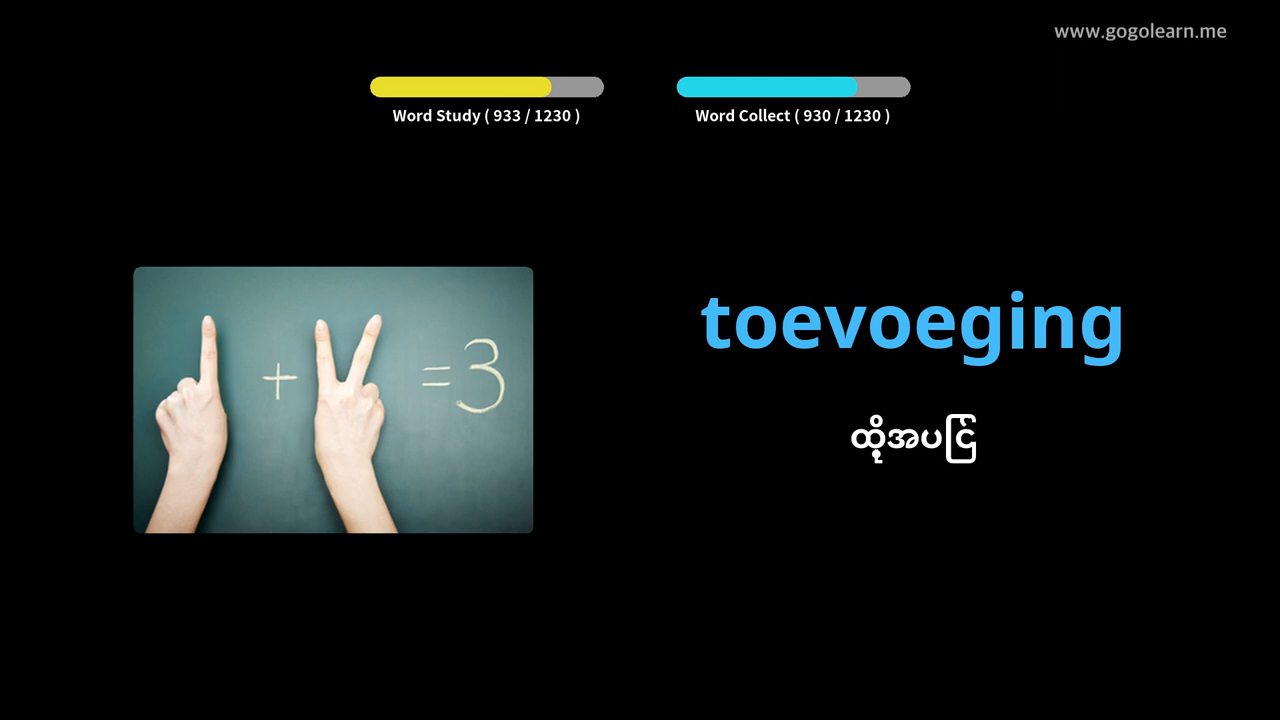 www.gogolearn.me
Word Study ( 933 / 1230 )
Word Collect ( 930 / 1230 )
+ = 3
toevoeging
ထို့အပြင်